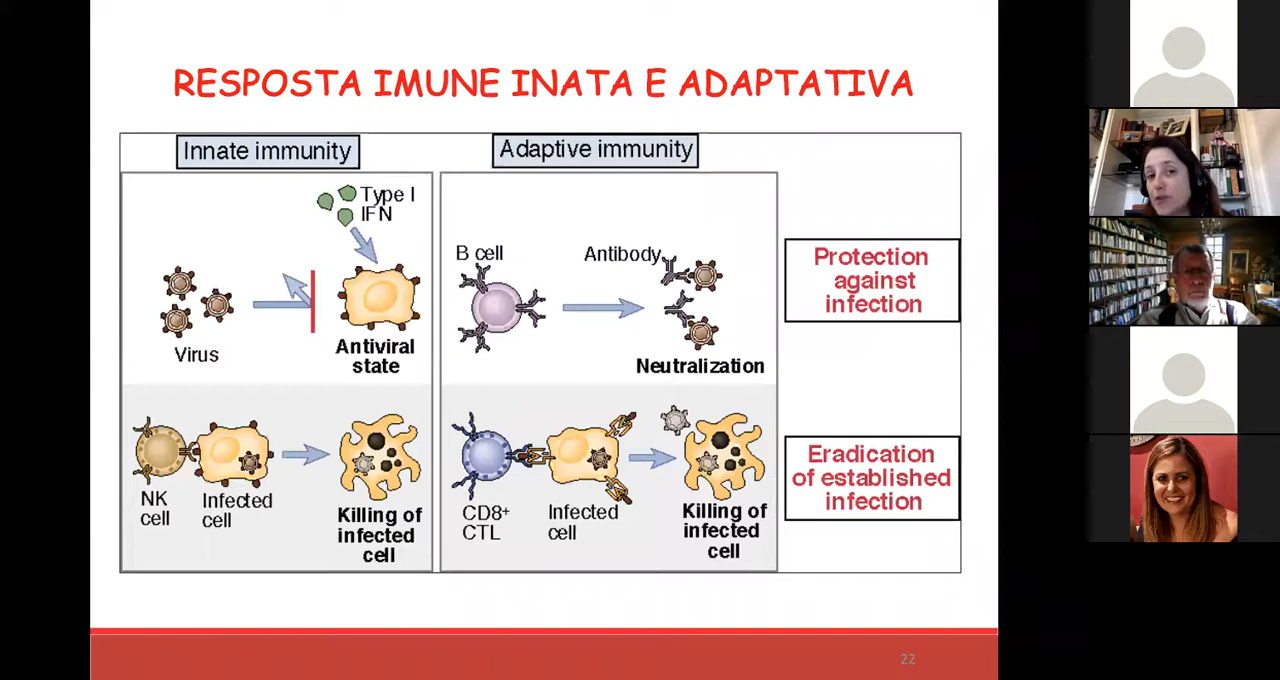 RESPOSTA IMUNE INATA E ADAPTATIVA
Innate immunity
Adaptive immunity
Type I
IFN
Virus
Antiviral
state
B cell
Antibody
Neutralization
Protection
against
infection
NK
cell
Infected
cell
Killing of
infected
cell
CD8+
CTL
Infected
cell
Killing of
infected
cell
Eradication
of established
infection
22